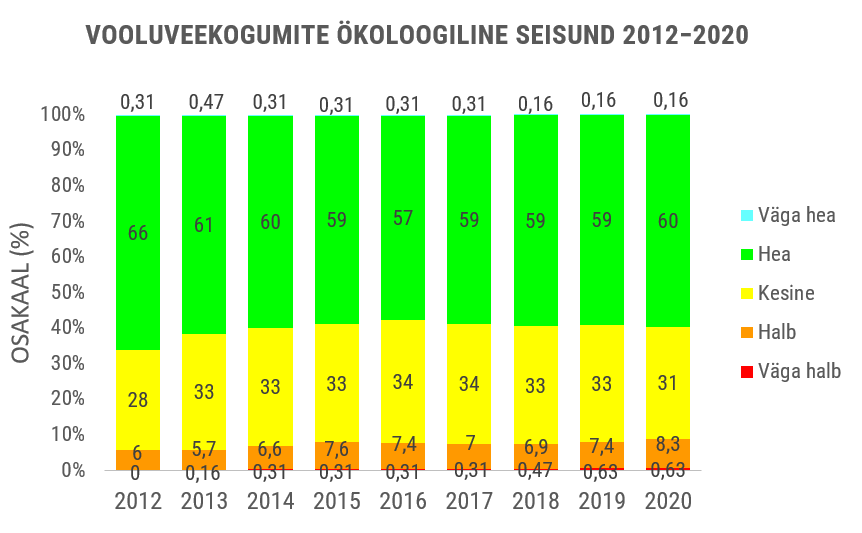 VOOLUVEEKOGUMITE ÖKOLOOGILINE SEISUND 2012–2020
0,31 0,47 0,31 0,31 0,31 0,31 0,16 0,16 0,16
100%
90%
80%
70%
60%
50%
40%
30%
20%
10%
0%
OSAKAAL (%)
66 61 60 59 57 59 59 59 60
28 33 33 33 34 34 33 33 31
6 5,7 6,6 7,6 7,4 7 6,9 7,4 8,3
0 0,16 0,31 0,31 0,31 0,31 0,47 0,63 0,63
2012 2013 2014 2015 2016 2017 2018 2019 2020
Väga hea
Hea
Kesine
Halb
Väga halb